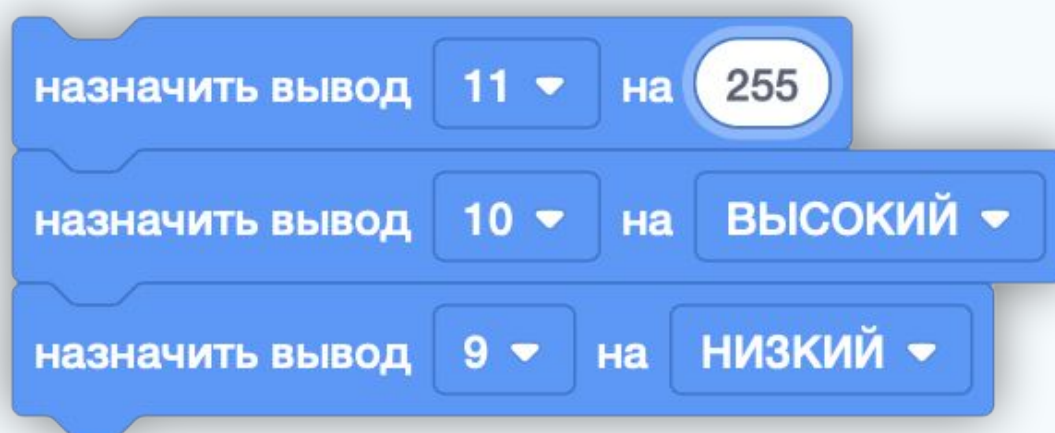 назначить вывод 11 на 255
назначить вывод 10 на ВЫСОКИЙ
назначить вывод 9 на НИЗКИЙ